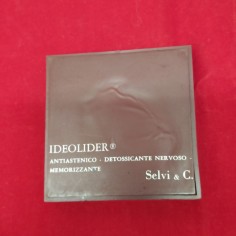 IDEOLIDER®
ANTIASTENICO - DETOSSICANTE NERVOSO -
MEMORIZZANTE
Selvi & C.